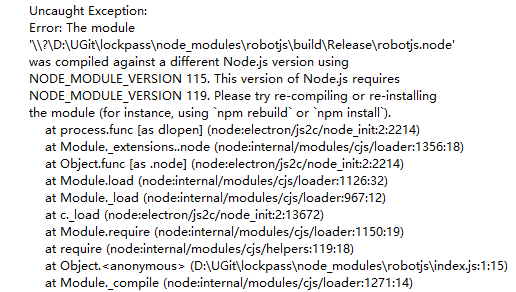 Uncaught Exception:
Error: The module
'\\?\D:\UGit\lockpass\node_modules\robotjs\build\Release\robotjs.node'
was compiled against a different Node.js version using
NODE_MODULE_VERSION 115. This version of Node.js requires
NODE_MODULE_VERSION 119. Please try re-compiling or re-installing
the module (for instance, using `npm rebuild` or `npm install`).
at process.func [as dlopen] (node:electron/js2c/node_init:2:2214)
at Module._extensions..node (node:internal/modules/cjs/loader:1356:18)
at Object.func [as .node] (node:electron/js2c/node_init:2:2214)
at Module.load (node:internal/modules/cjs/loader:1126:32)
at Module._load (node:internal/modules/cjs/loader:967:12)
at c._load (node:electron/js2c/node_init:2:13672)
at Module.require (node:internal/modules/cjs/loader:1150:19)
at require (node:internal/modules/cjs/helpers:119:18)
at Object.<anonymous> (D:\UGit\lockpass\node_modules\robotjs\index.js:1:15)
at Module._compile (node:internal/modules/cjs/loader:1271:14)